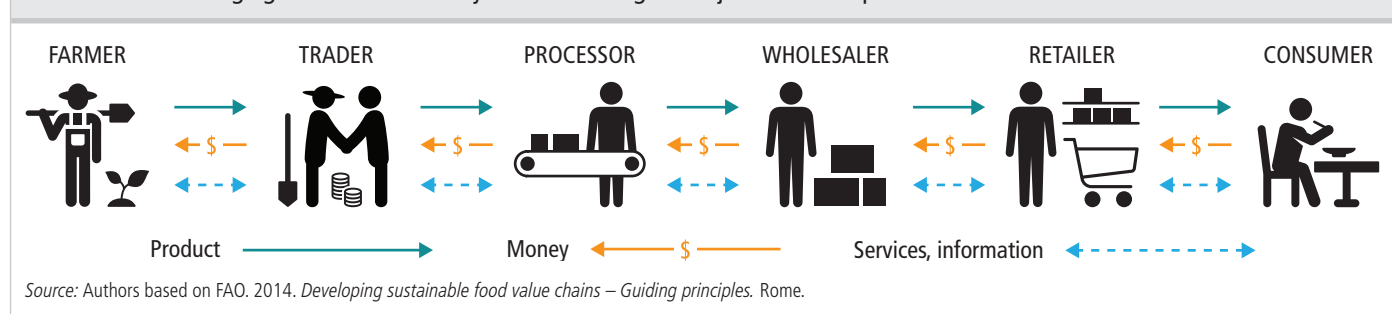 FARMER TRADER PROCESSOR WHOLESALER RETAILER CONSUMER
$ $ $ $ $
Product Money $ Services, information
Source: Authors based on FAO. 2014. Developing sustainable food value chains – Guiding principles. Rome.